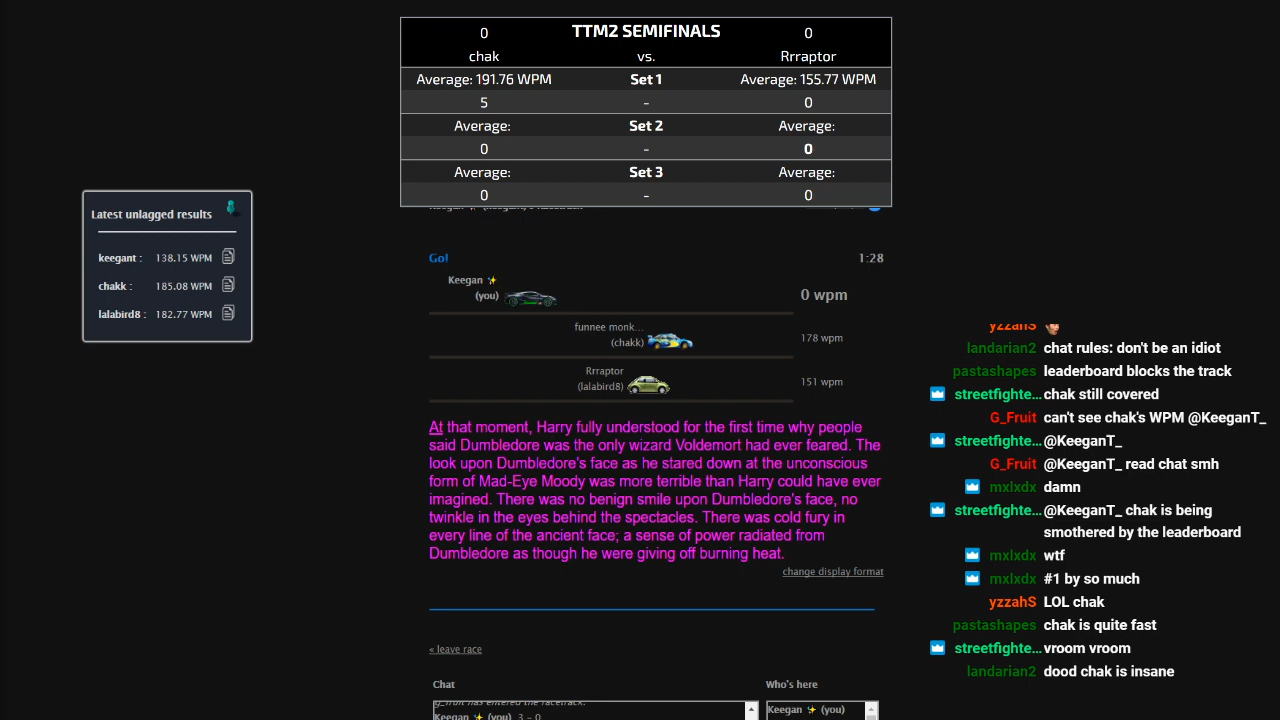 0 TTM2 SEMIFINALS 0
chak vs. Rrraptor
Average: 191.76 WPM Set 1 Average: 155.77 WPM
5 - 0
Average: Set 2 Average:
0 - 0
Average: Set 3 Average:
0 - 0
Latest unlagged results
keegant : 138.15 WPM
chakk : 185.08 WPM
lalabird8 : 182.77 WPM
Go! 1:28
Keegan ✨
(you) 0 wpm
funnee monk...
(chakk) 178 wpm
Rrraptor
(lalabird8) 151 wpm
At that moment, Harry fully understood for the first time why people
said Dumbledore was the only wizard Voldemort had ever feared. The
look upon Dumbledore's face as he stared down at the unconscious
form of Mad-Eye Moody was more terrible than Harry could have ever
imagined. There was no benign smile upon Dumbledore's face, no
twinkle in the eyes behind the spectacles. There was cold fury in
every line of the ancient face; a sense of power radiated from
Dumbledore as though he were giving off burning heat.
change display format
« leave race
Chat Who's here
g_fruit has entered the racetrack.
Keegan ✨ (you) 3 – 0
Keegan ✨ (you)
yzzahS
landarian2 chat rules: don't be an idiot
pastashapes leaderboard blocks the track
streetfighte... chak still covered
G_Fruit can't see chak's WPM @KeeganT_
streetfighte... @KeeganT_
G_Fruit @KeeganT_ read chat smh
mxlxdx damn
streetfighte... @KeeganT_ chak is being
smothered by the leaderboard
mxlxdx wtf
mxlxdx #1 by so much
yzzahS LOL chak
pastashapes chak is quite fast
streetfighte... vroom vroom
landarian2 dood chak is insane